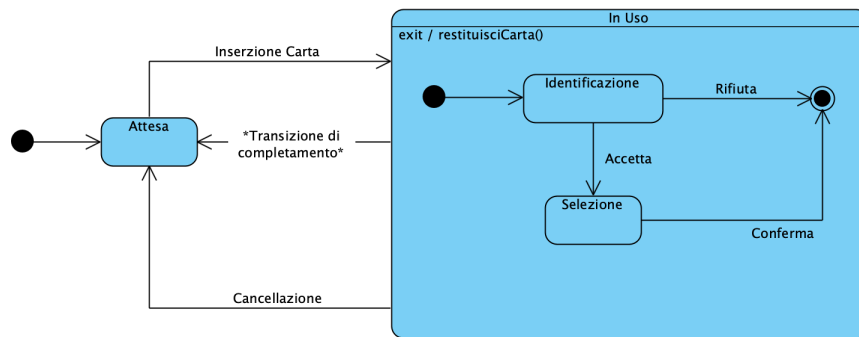 In Uso
exit / restituisciCarta()
Inserzione Carta
Identificazione
Rifiuta
Attesa
*Transizione di
completamento*
Accetta
Selezione
Conferma
Cancellazione